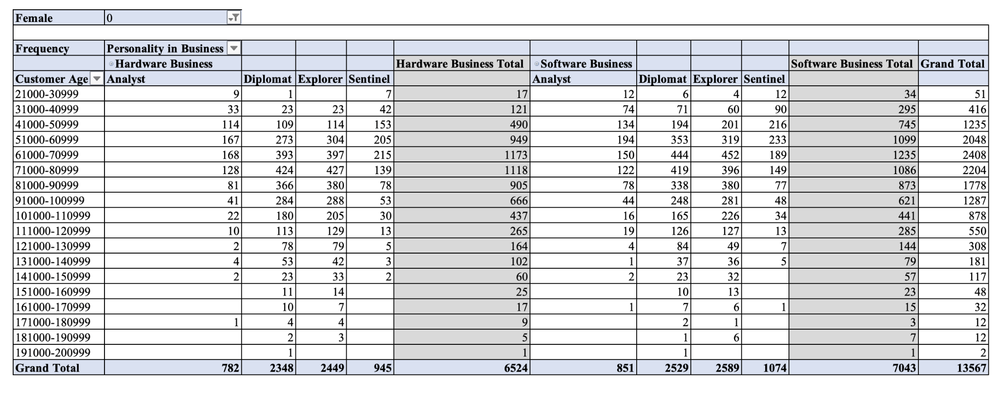 Female 0
Frequency Personality in Business
Hardware Business Hardware Business Total Software Business Software Business Total Grand Total
Customer Age Analyst Diplomat Explorer Sentinel Analyst Diplomat Explorer Sentinel
21000-30999 9 1 7 17 12 6 4 12 34 51
31000-40999 33 23 23 42 121 74 71 60 90 295 416
41000-50999 114 109 114 153 490 134 194 201 216 745 1235
51000-60999 167 273 304 205 949 194 353 319 233 1099 2048
61000-70999 168 393 397 215 1173 150 444 452 189 1235 2408
71000-80999 128 424 427 139 1118 122 419 396 149 1086 2204
81000-90999 81 366 380 78 905 78 338 380 77 873 1778
91000-100999 41 284 288 53 666 44 248 281 48 621 1287
101000-110999 22 180 205 30 437 16 165 226 34 441 878
111000-120999 10 113 129 13 265 19 126 127 13 285 550
121000-130999 2 78 79 5 164 4 84 49 7 144 308
131000-140999 4 53 42 3 102 1 37 36 5 79 181
141000-150999 2 23 33 2 60 2 23 32 57 117
151000-160999 11 14 25 10 13 23 48
161000-170999 10 7 17 1 7 6 1 15 32
171000-180999 1 4 4 9 2 1 3 12
181000-190999 2 3 5 1 6 7 12
191000-200999 1 1 1 1 2
Grand Total 782 2348 2449 945 6524 851 2529 2589 1074 7043 13567